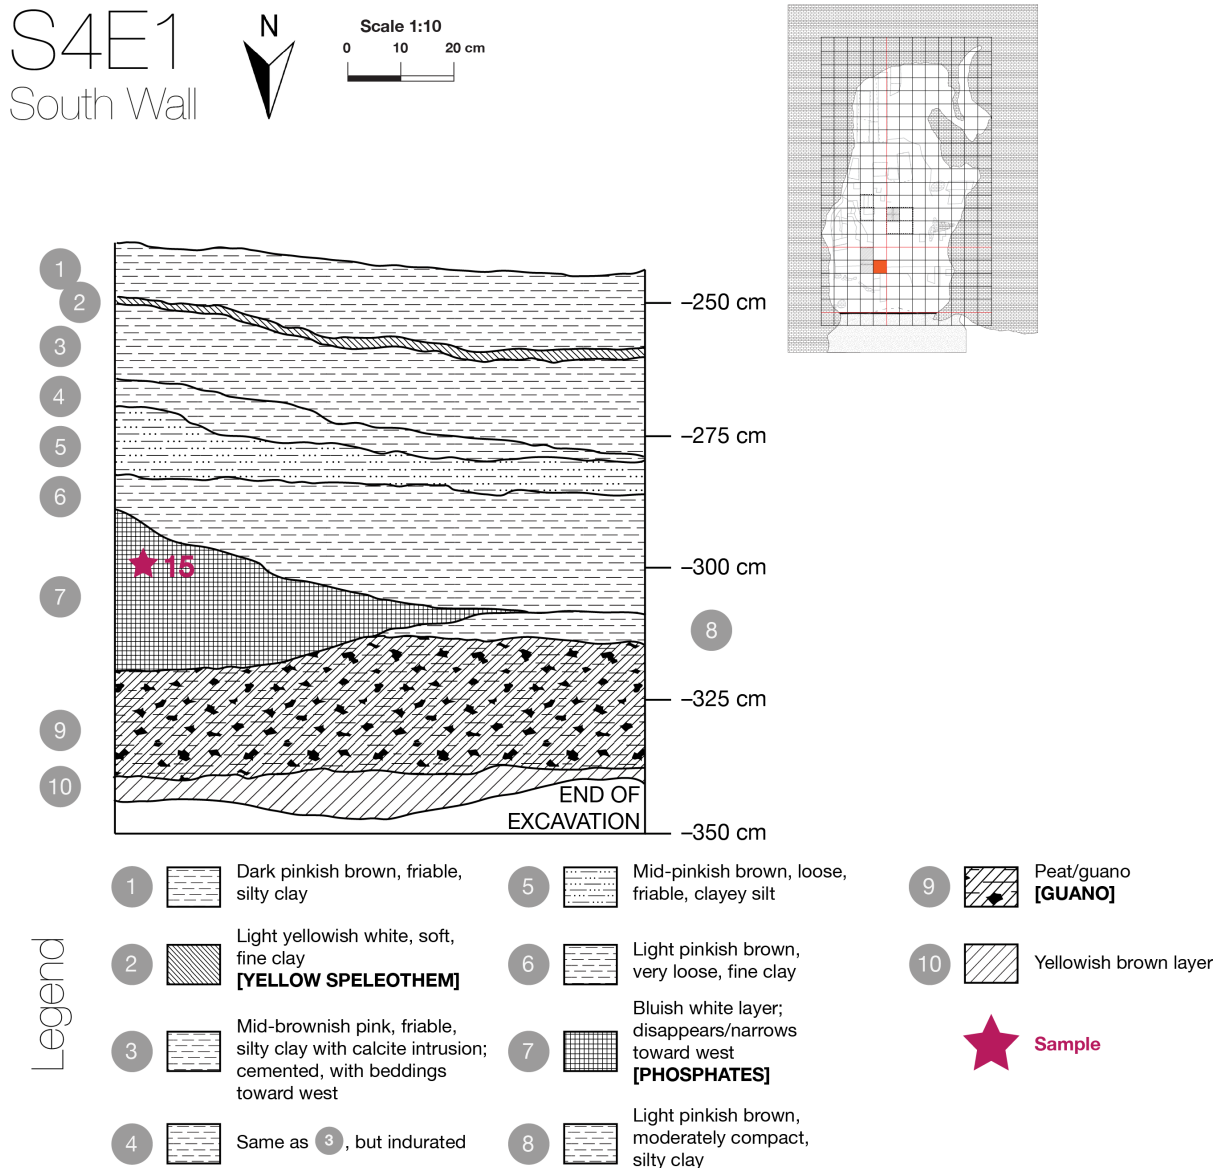 S4E1
South Wall
N
Scale 1:10
0 10 20 cm
1
2
3
4
5
6
7
8
9
10
–250 cm
–275 cm
–300 cm
–325 cm
–350 cm
15
END OF
EXCAVATION
Legend
1 Dark pinkish brown, friable,
silty clay
2 Light yellowish white, soft,
fine clay
[YELLOW SPELEOTHEM]
3 Mid-brownish pink, friable,
silty clay with calcite intrusion;
cemented, with beddings
toward west
4 Same as 3, but indurated
5 Mid-pinkish brown, loose,
friable, clayey silt
6 Light pinkish brown,
very loose, fine clay
7 Bluish white layer;
disappears/narrows
toward west
[PHOSPHATES]
8 Light pinkish brown,
moderately compact,
silty clay
9 Peat/guano
[GUANO]
10 Yellowish brown layer
Sample